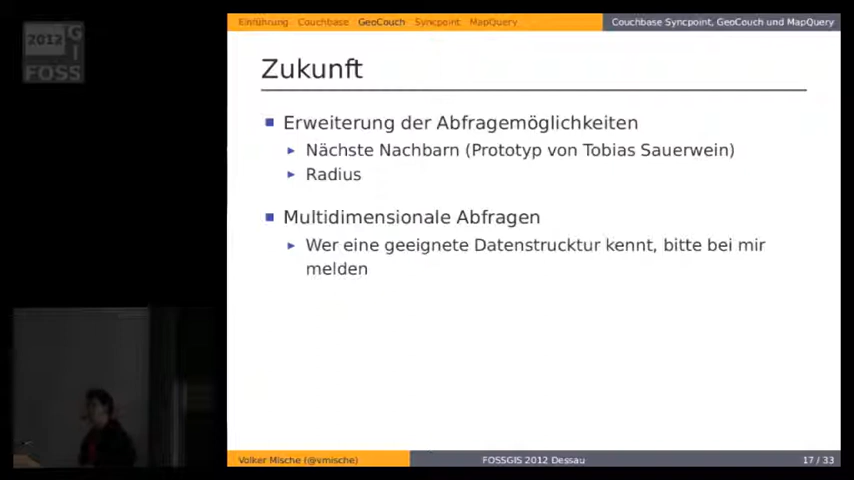 2012 GI
FOSS
Einführung Couchbase GeoCouch Syncpoint MapQuery
Couchbase Syncpoint, GeoCouch und MapQuery
Zukunft
Erweiterung der Abfragemöglichkeiten
Nächste Nachbarn (Prototyp von Tobias Sauerwein)
Radius
Multidimensionale Abfragen
Wer eine geeignete Datenstrucktur kennt, bitte bei mir
melden
Volker Mische (@vmische)
FOSSGIS 2012 Dessau
17 / 33